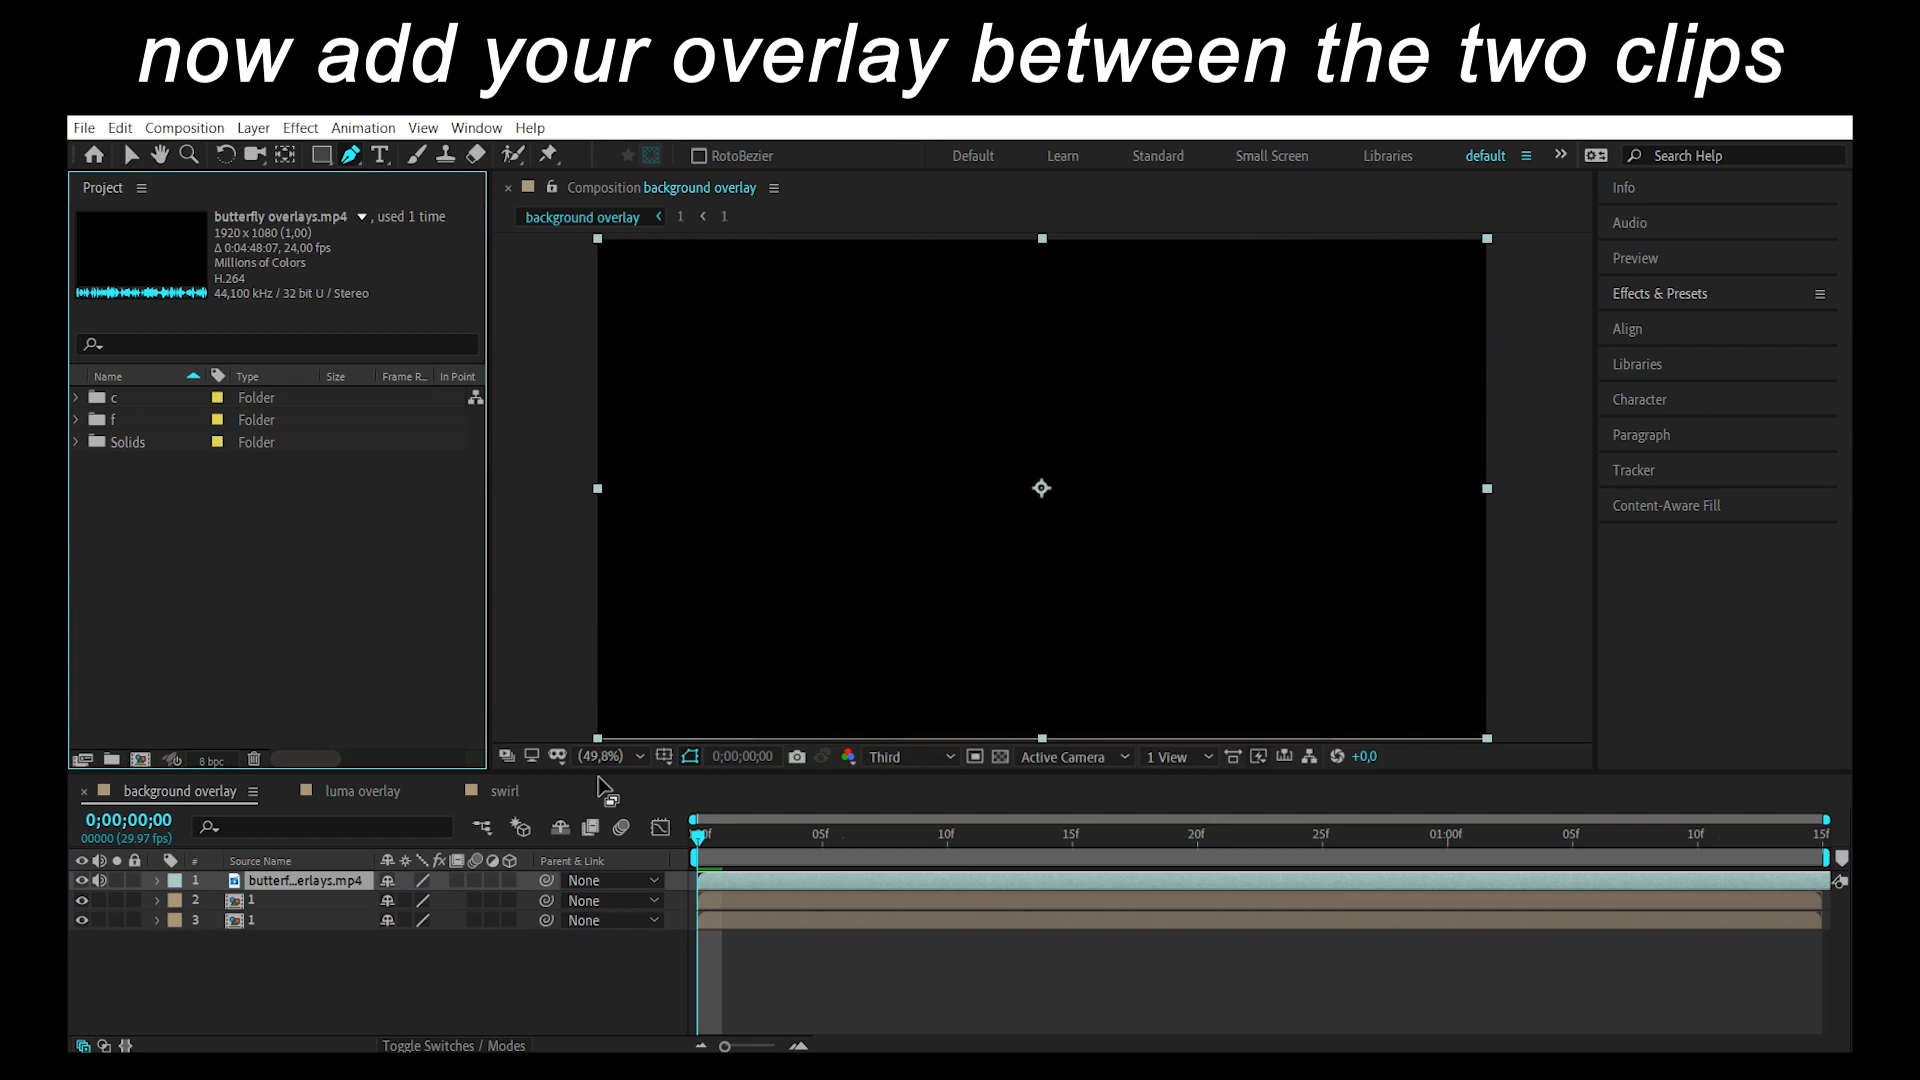 now add your overlay between the two clips
File Edit Composition Layer Effect Animation View Window Help
RotoBezier Default Learn Standard Small Screen Libraries default Search Help
Project
butterfly overlays.mp4 , used 1 time
1920 x 1080 (1,00)
Δ 0:04:48:07, 24,00 fps
Millions of Colors
H.264
44,100 kHz / 32 bit U / Stereo
Name Type Size Frame R... In Point
c Folder
f Folder
Solids Folder
8 bpc
Composition background overlay
background overlay 1 1
(49,8%) 0;00;00;00 Third Active Camera 1 View +0,0
Info
Audio
Preview
Effects & Presets
Align
Libraries
Character
Paragraph
Tracker
Content-Aware Fill
background overlay luma overlay swirl
0;00;00;00
00000 (29.97 fps)
05f 10f 15f 20f 25f 01:00f 05f 10f 15f
# Source Name Parent & Link
1 butterf...erlays.mp4 None
2 1 None
3 1 None
Toggle Switches / Modes